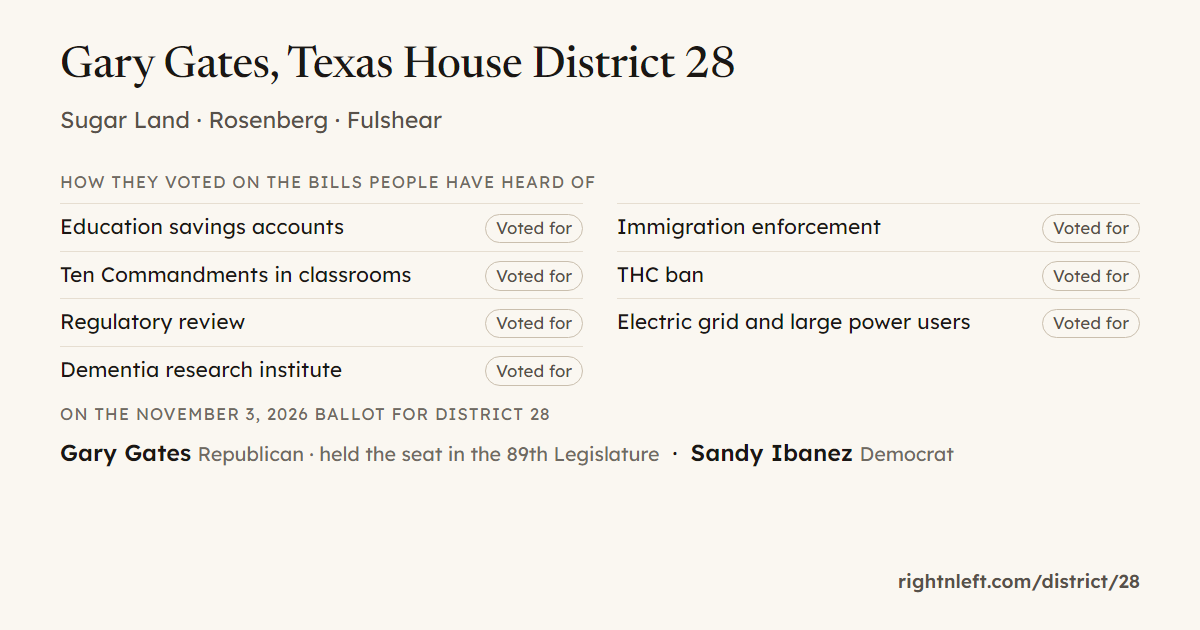 Gary Gates, Texas House District 28
Sugar Land · Rosenberg · Fulshear
HOW THEY VOTED ON THE BILLS PEOPLE HAVE HEARD OF
Education savings accounts Voted for
Ten Commandments in classrooms Voted for
Regulatory review Voted for
Dementia research institute Voted for
Immigration enforcement Voted for
THC ban Voted for
Electric grid and large power users Voted for
ON THE NOVEMBER 3, 2026 BALLOT FOR DISTRICT 28
Gary Gates Republican · held the seat in the 89th Legislature · Sandy Ibanez Democrat
rightnleft.com/district/28